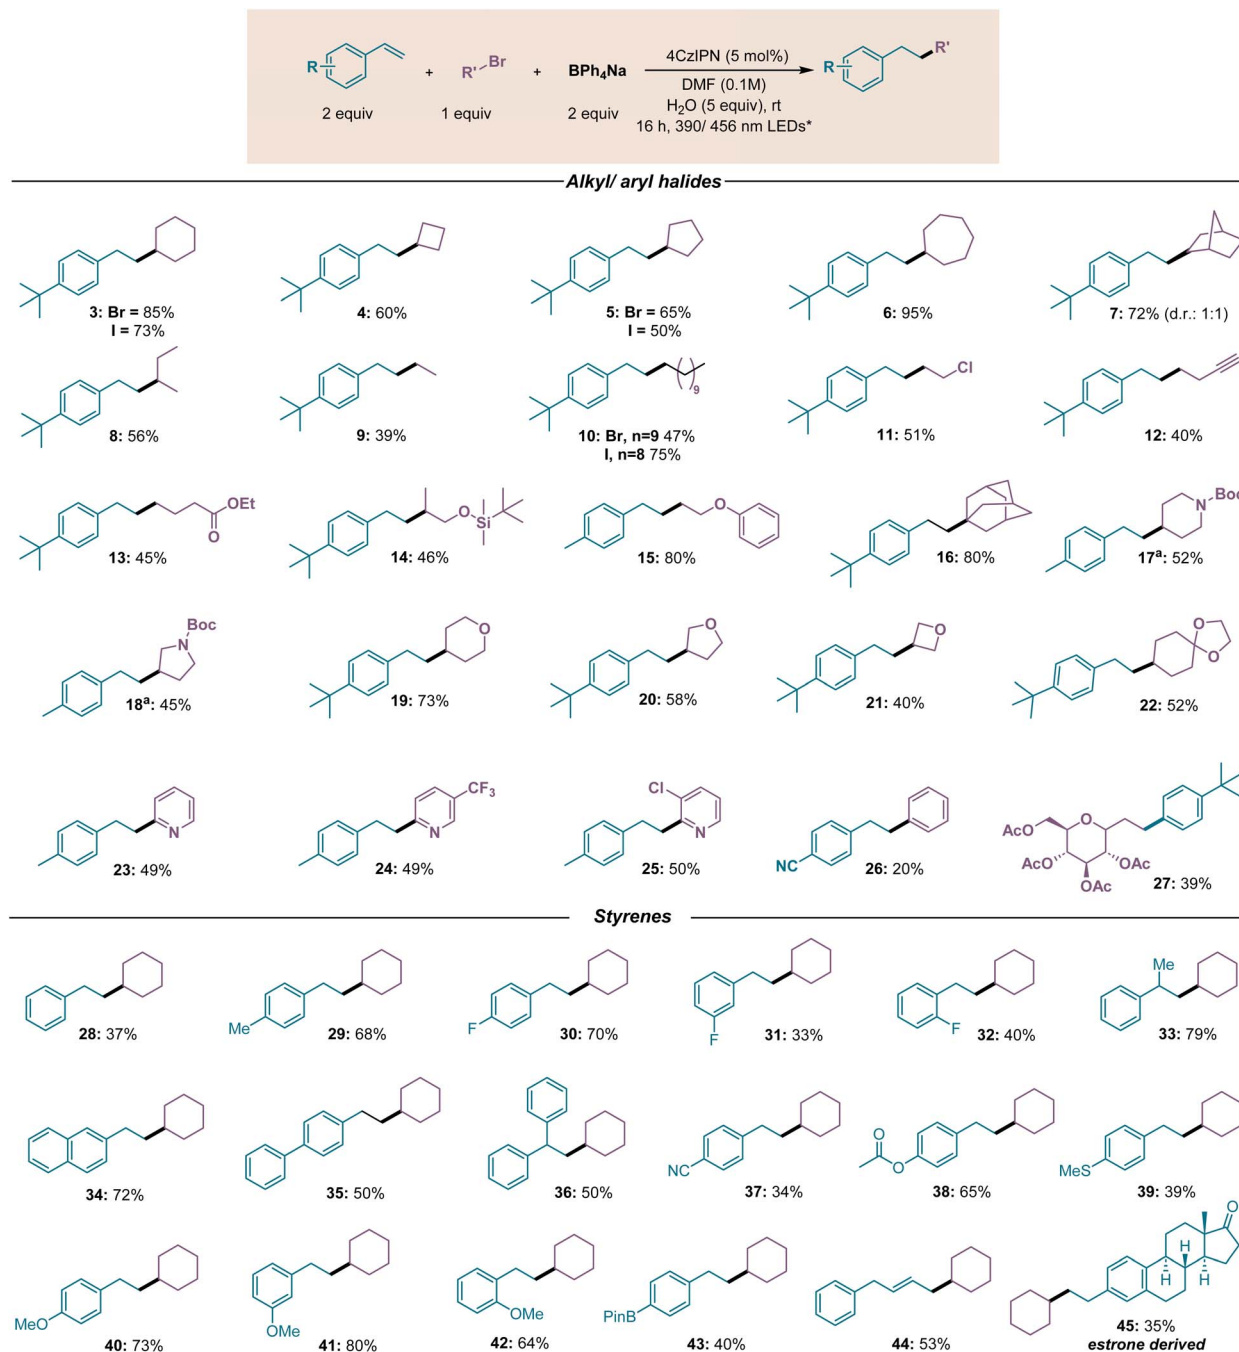 R
R'
Br
BPh₄Na
4CzIPN (5 mol%)
DMF (0.1M)
H₂O (5 equiv), rt
16 h, 390/ 456 nm LEDs*
R
R'
+
+
2 equiv
1 equiv
2 equiv
Alkyl/ aryl halides
3: Br = 85%
I = 73%
4: 60%
5: Br = 65%
I = 50%
6: 95%
7: 72% (d.r.: 1:1)
8: 56%
9: 39%
9
10: Br, n=9 47%
I, n=8 75%
Cl
11: 51%
12: 40%
OEt
O
13: 45%
O
Si
14: 46%
O
15: 80%
16: 80%
N
Boc
17ᵃ: 52%
Boc
N
18ᵃ: 45%
O
19: 73%
O
20: 58%
O
21: 40%
O
O
22: 52%
N
23: 49%
CF₃
N
24: 49%
Cl
N
25: 50%
NC
26: 20%
AcO
O
AcO
OAc
OAc
27: 39%
Styrenes
28: 37%
Me
29: 68%
F
30: 70%
F
31: 33%
F
32: 40%
Me
33: 79%
34: 72%
35: 50%
36: 50%
NC
37: 34%
O
O
38: 65%
MeS
39: 39%
MeO
40: 73%
OMe
41: 80%
OMe
42: 64%
PinB
43: 40%
44: 53%
O
H
H
H
45: 35%
estrone derived